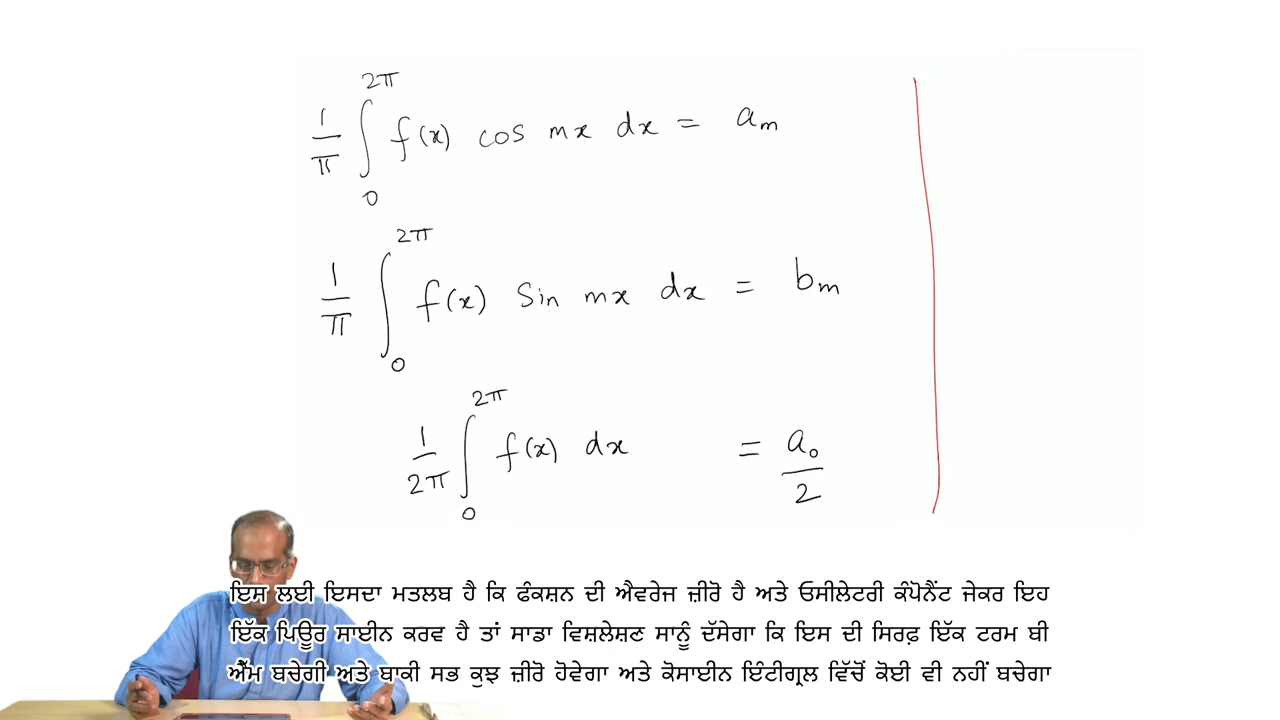 1/π ∫₀^2π f(x) cos mx dx = aₘ
1/π ∫₀^2π f(x) Sin mx dx = bₘ
1/2π ∫₀^2π f(x) dx = a₀/2
ਇਸ ਲਈ ਇਸਦਾ ਮਤਲਬ ਹੈ ਕਿ ਫੰਕਸ਼ਨ ਦੀ ਐਵਰੇਜ ਜ਼ੀਰੋ ਹੈ ਅਤੇ ਓਸੀਲੇਟਰੀ ਕੰਪੋਨੈਂਟ ਜੇਕਰ ਇਹ
ਇੱਕ ਪਿਊਰ ਸਾਈਨ ਕਰਵ ਹੈ ਤਾਂ ਸਾਡਾ ਵਿਸ਼ਲੇਸ਼ਣ ਸਾਨੂੰ ਦੱਸੇਗਾ ਕਿ ਇਸ ਦੀ ਸਿਰਫ਼ ਇੱਕ ਟਰਮ ਬੀ
ਐੱਮ ਬਚੇਗੀ ਅਤੇ ਬਾਕੀ ਸਭ ਕੁਝ ਜ਼ੀਰੋ ਹੋਵੇਗਾ ਅਤੇ ਕੋਸਾਈਨ ਇੰਟੀਗ੍ਰਲ ਵਿੱਚੋਂ ਕੋਈ ਵੀ ਨਹੀਂ ਬਚੇਗਾ